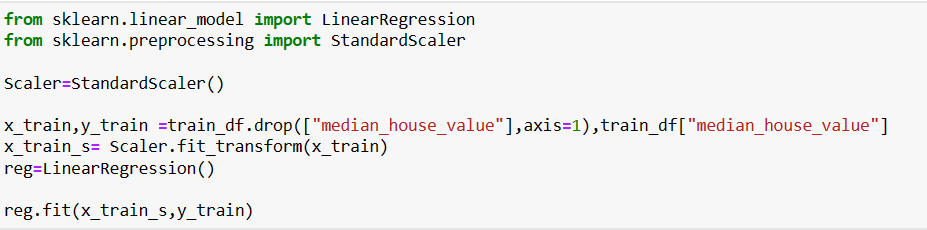 from sklearn.linear_model import LinearRegression
from sklearn.preprocessing import StandardScaler
Scaler=StandardScaler()
x_train,y_train =train_df.drop(["median_house_value"],axis=1),train_df["median_house_value"]
x_train_s= Scaler.fit_transform(x_train)
reg=LinearRegression()
reg.fit(x_train_s,y_train)